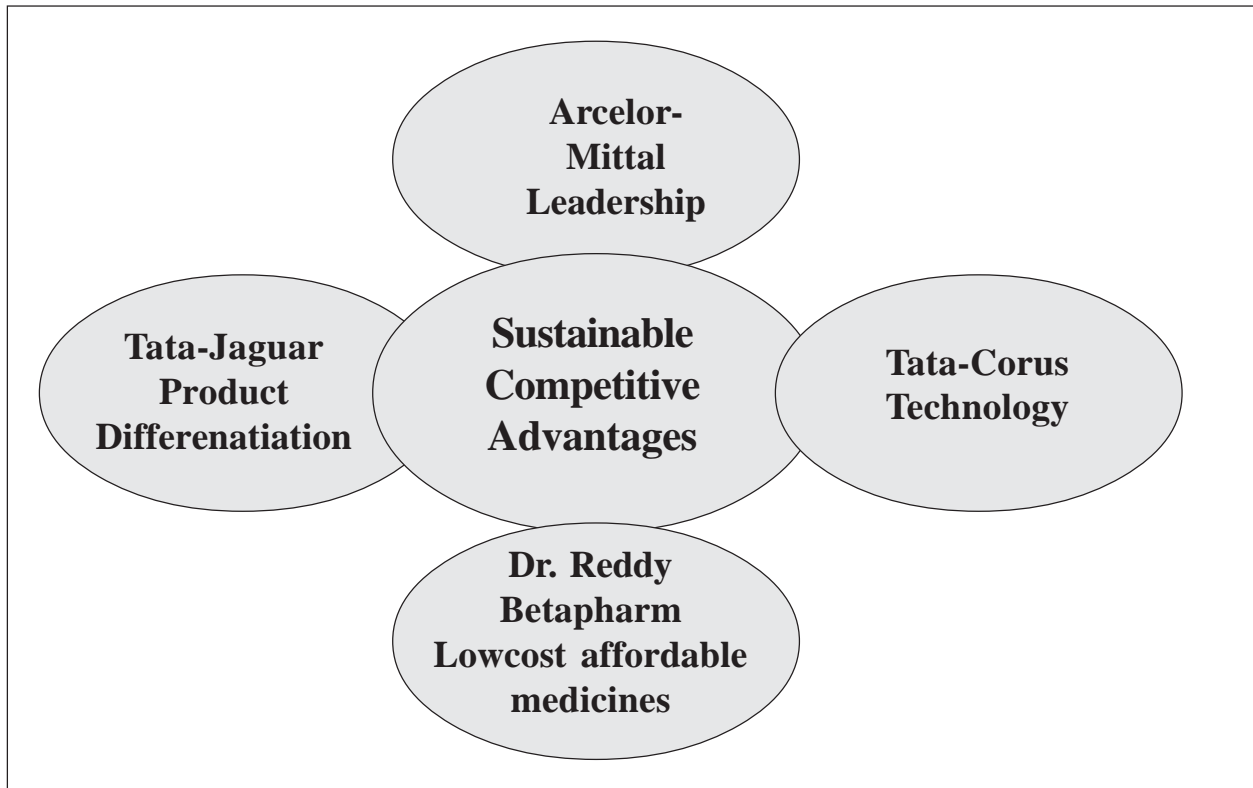 Arcelor-
Mittal
Leadership
Tata-Jaguar
Product
Differenatiation
Sustainable
Competitive
Advantages
Tata-Corus
Technology
Dr. Reddy
Betapharm
Lowcost affordable
medicines